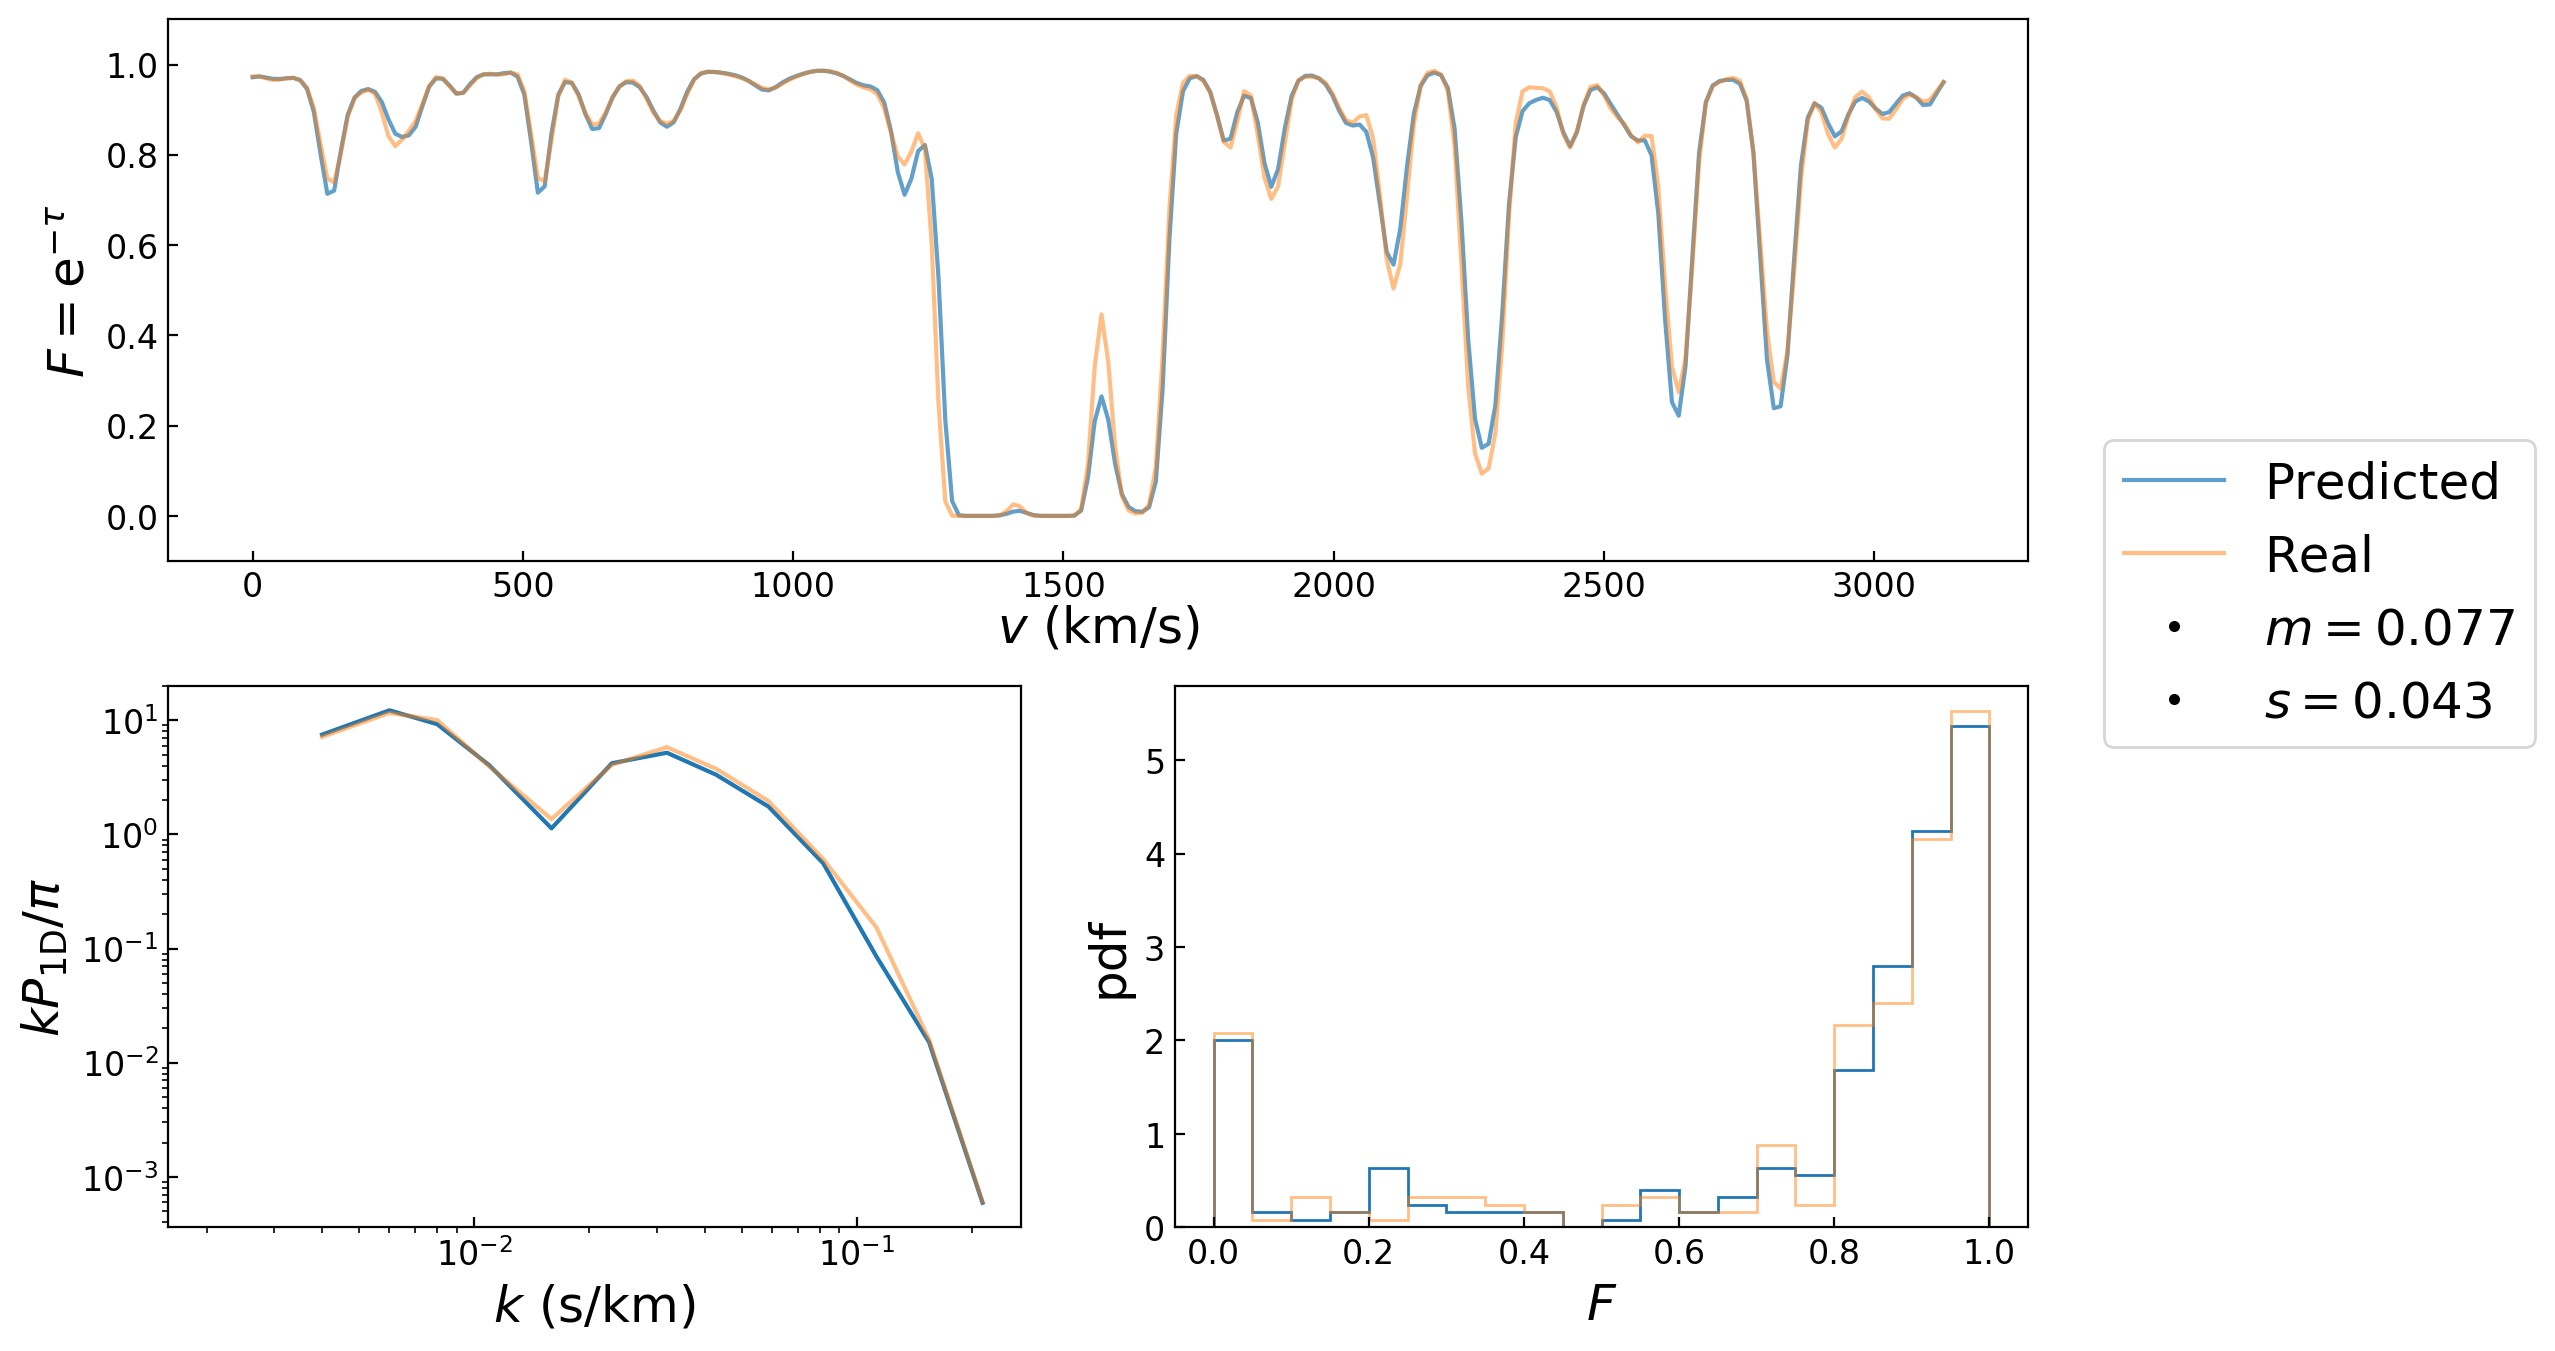 1.0
0.8
0.6
0.4
0.2
0.0
F = e^{−τ}
0 500 1000 1500 2000 2500 3000
v (km/s)
Predicted
Real
m = 0.077
s = 0.043
10^1
10^0
10^{−1}
10^{−2}
10^{−3}
kP_{1D}/π
10^{−2} 10^{−1}
k (s/km)
5
4
3
2
1
0
pdf
0.0 0.2 0.4 0.6 0.8 1.0
F